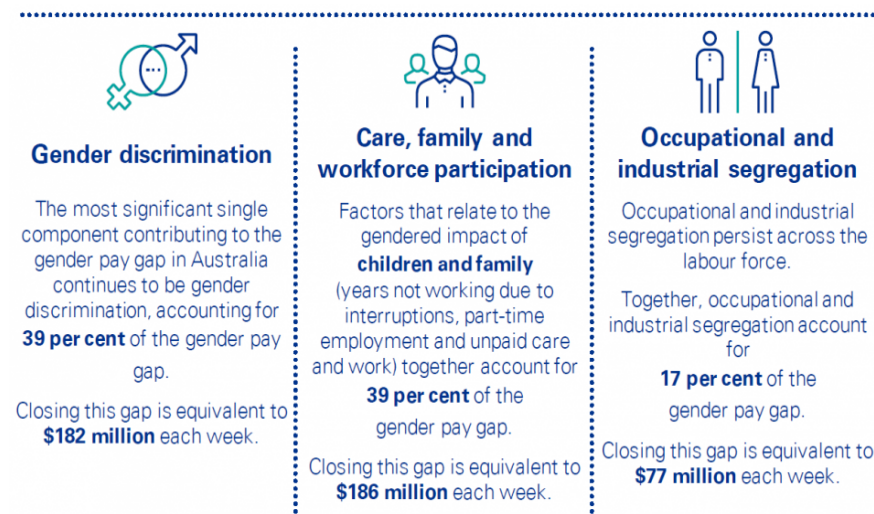 Gender discrimination
The most significant single
component contributing to the
gender pay gap in Australia
continues to be gender
discrimination, accounting for
39 per cent of the gender pay
gap.
Closing this gap is equivalent to
$182 million each week.
Care, family and
workforce participation
Factors that relate to the
gendered impact of
children and family
(years not working due to
interruptions, part-time
employment and unpaid care
and work) together account for
39 per cent of the
gender pay gap.
Closing this gap is equivalent to
$186 million each week.
Occupational and
industrial segregation
Occupational and industrial
segregation persist across the
labour force.
Together, occupational and
industrial segregation account
for
17 per cent of the
gender pay gap.
Closing this gap is equivalent to
$77 million each week.